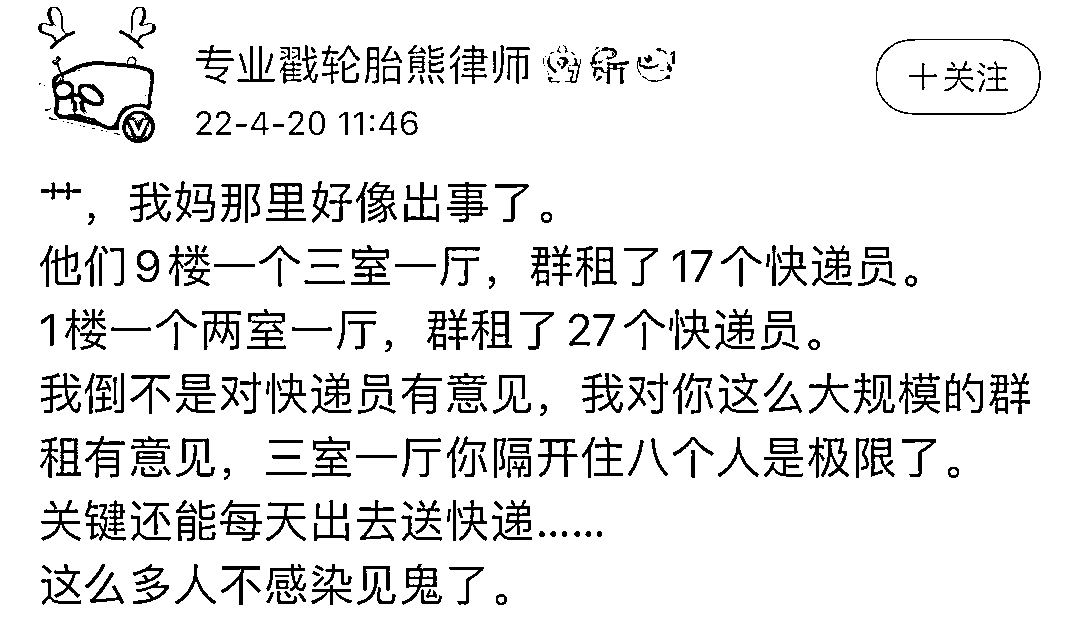 专业戳轮胎熊律师
+关注
22-4-20 11:46
艹，我妈那里好像出事了。
他们9楼一个三室一厅，群租了17个快递员。
1楼一个两室一厅，群租了27个快递员。
我倒不是对快递员有意见，我对你这么大规模的群
租有意见，三室一厅你隔开住八个人是极限了。
关键还能每天出去送快递……
这么多人不感染见鬼了。